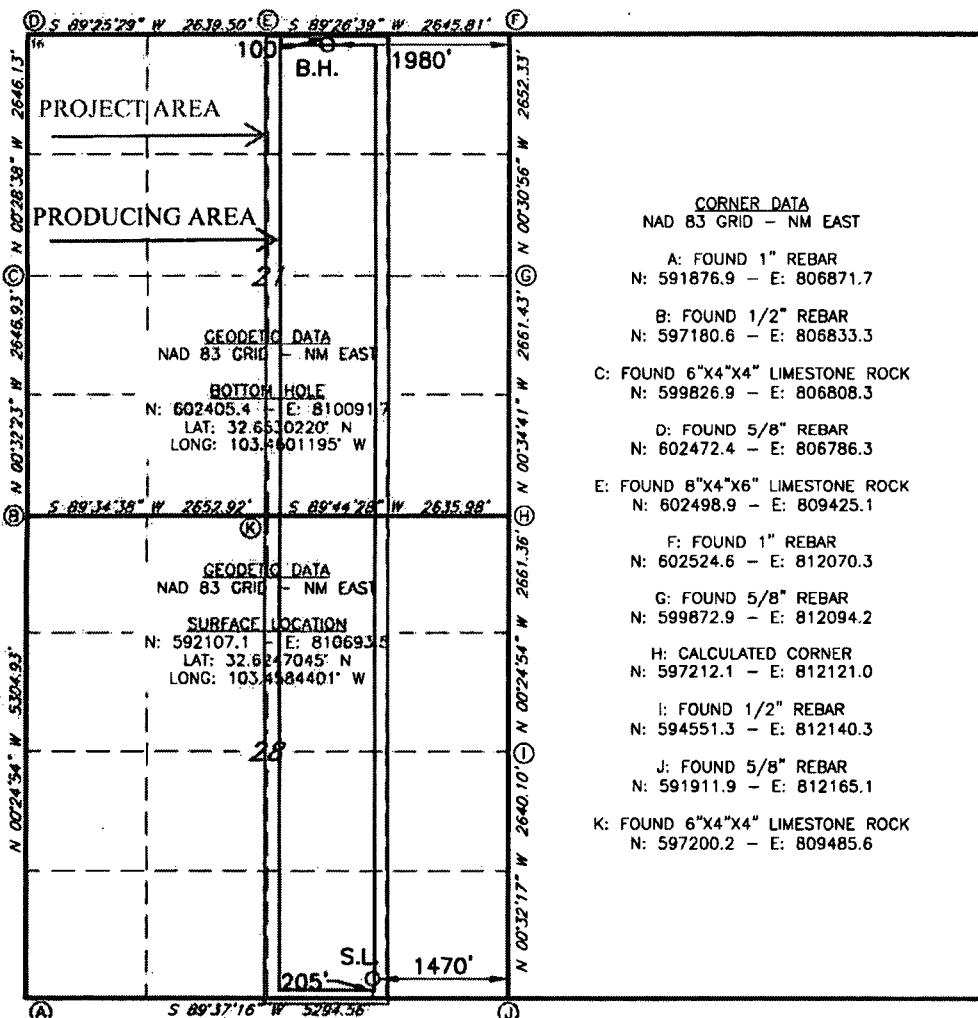 D S 89°25'29" W 2639.50' E S 89°26'39" W 2645.81' F
16
100
B.H.
1980'
N 00°28'38" W 2646.13'
N 00°30'56" W 2652.33'
PROJECT AREA
PRODUCING AREA
C
21
G
N 00°32'23" W 2646.93'
N 00°34'41" W 2661.43'
GEODETIC DATA
NAD 83 GRID - NM EAST
BOTTOM HOLE
N: 602405.4 - E: 810091.7
LAT: 32.6530220° N
LONG: 103.4601195° W
B S 89°34'38" W 2652.92' S 89°44'28" W 2635.98' H
K
GEODETIC DATA
NAD 83 GRID - NM EAST
SURFACE LOCATION
N: 592107.1 - E: 810693.5
LAT: 32.6247045° N
LONG: 103.4584401° W
N 00°24'54" W 5304.93'
N 00°24'54" W 2661.36'
28
I
N 00°32'17" W 2640.10'
S.L.
205'
1470'
A S 89°37'16" W 5294.56' J
CORNER DATA
NAD 83 GRID - NM EAST
A: FOUND 1" REBAR
N: 591876.9 - E: 806871.7
B: FOUND 1/2" REBAR
N: 597180.6 - E: 806833.3
C: FOUND 6"X4"X4" LIMESTONE ROCK
N: 599826.9 - E: 806808.3
D: FOUND 5/8" REBAR
N: 602472.4 - E: 806786.3
E: FOUND 8"X4"X6" LIMESTONE ROCK
N: 602498.9 - E: 809425.1
F: FOUND 1" REBAR
N: 602524.6 - E: 812070.3
G: FOUND 5/8" REBAR
N: 599872.9 - E: 812094.2
H: CALCULATED CORNER
N: 597212.1 - E: 812121.0
I: FOUND 1/2" REBAR
N: 594551.3 - E: 812140.3
J: FOUND 5/8" REBAR
N: 591911.9 - E: 812165.1
K: FOUND 6"X4"X4" LIMESTONE ROCK
N: 597200.2 - E: 809485.6